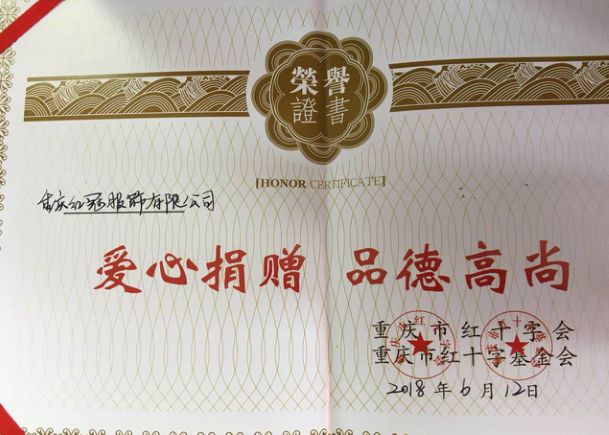 榮譽
證書
[HONOR CERTIFICATE]
重庆红冠服饰有限公司
爱心捐赠 品德高尚
重庆市红十字会
重庆市红十字基金会
2018年6月12日